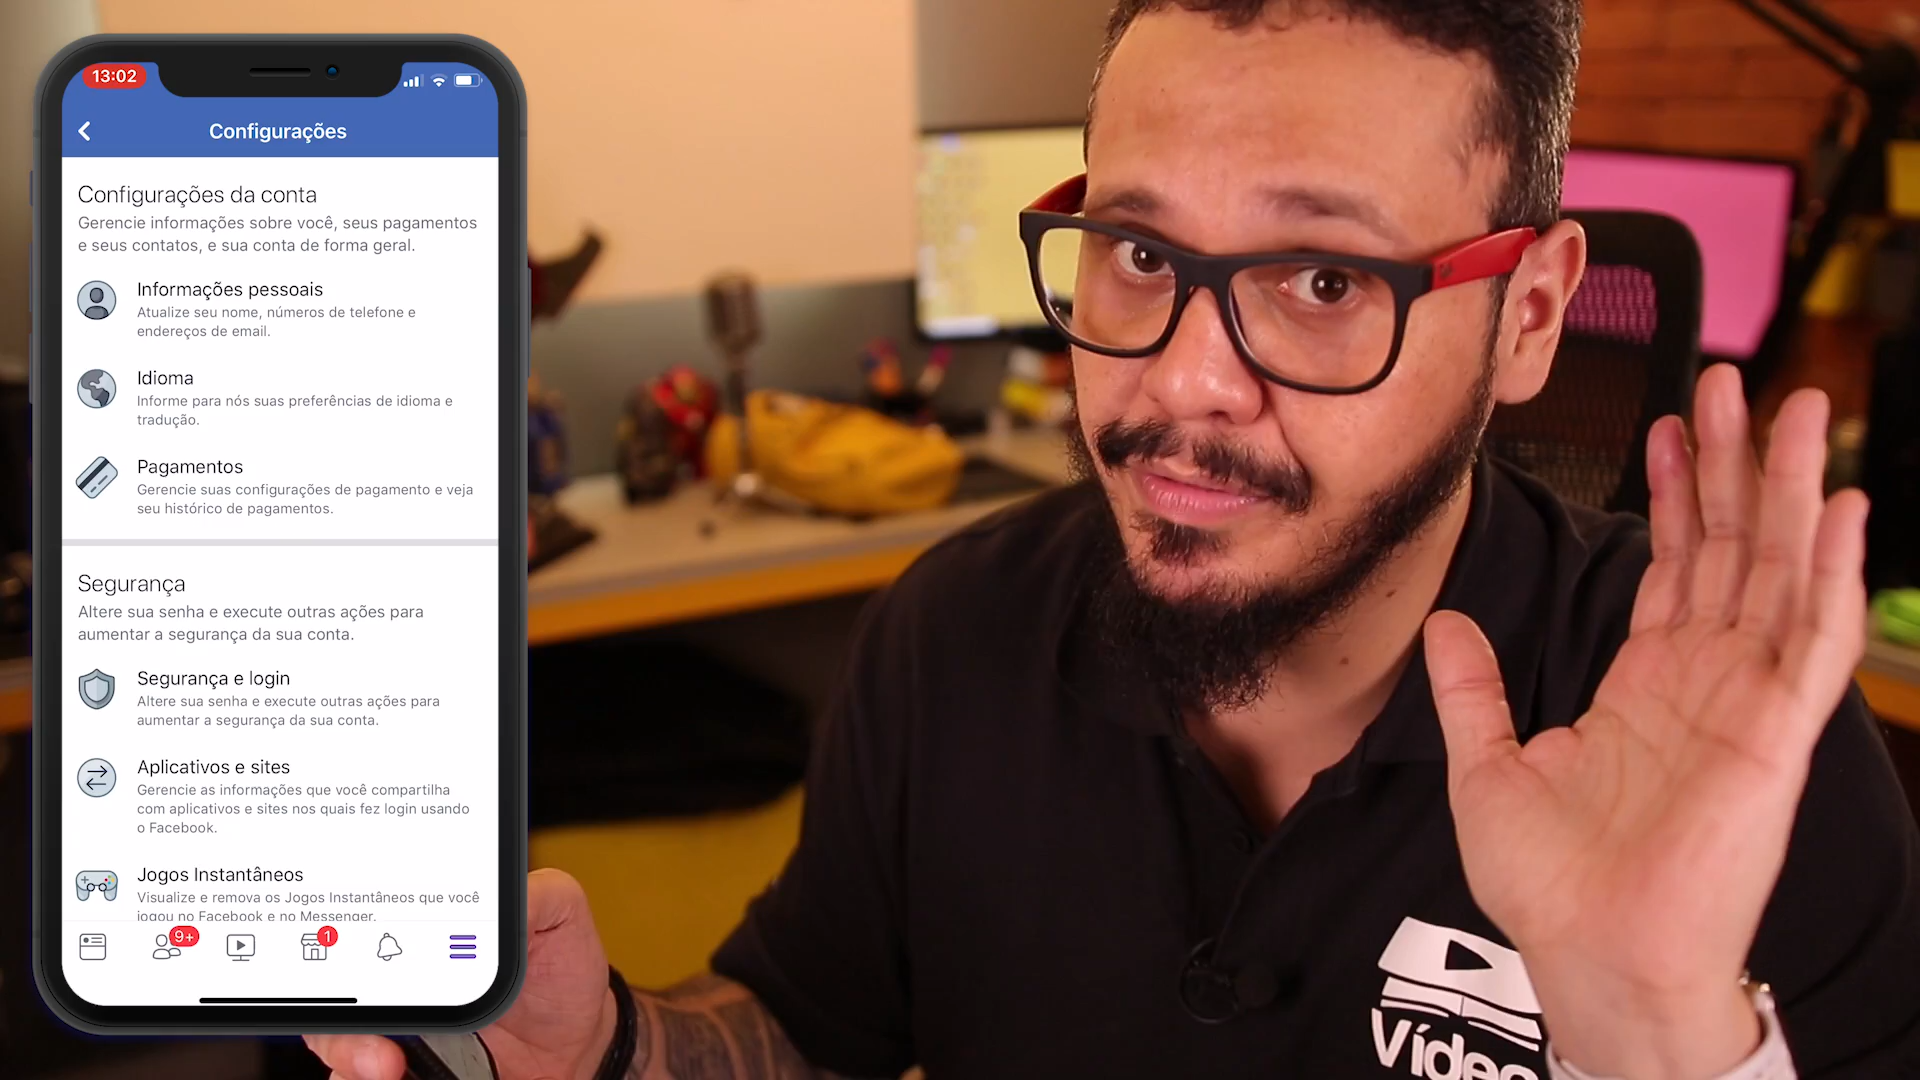 13:02
Configurações
Configurações da conta
Gerencie informações sobre você, seus pagamentos
e seus contatos, e sua conta de forma geral.
Informações pessoais
Atualize seu nome, números de telefone e
endereços de email.
Idioma
Informe para nós suas preferências de idioma e
tradução.
Pagamentos
Gerencie suas configurações de pagamento e veja
seu histórico de pagamentos.
Segurança
Altere sua senha e execute outras ações para
aumentar a segurança da sua conta.
Segurança e login
Altere sua senha e execute outras ações para
aumentar a segurança da sua conta.
Aplicativos e sites
Gerencie as informações que você compartilha
com aplicativos e sites nos quais fez login usando
o Facebook.
Jogos Instantâneos
Visualize e remova os Jogos Instantâneos que você
jogou no Facebook e no Messenger.
9+
1
Vídeo